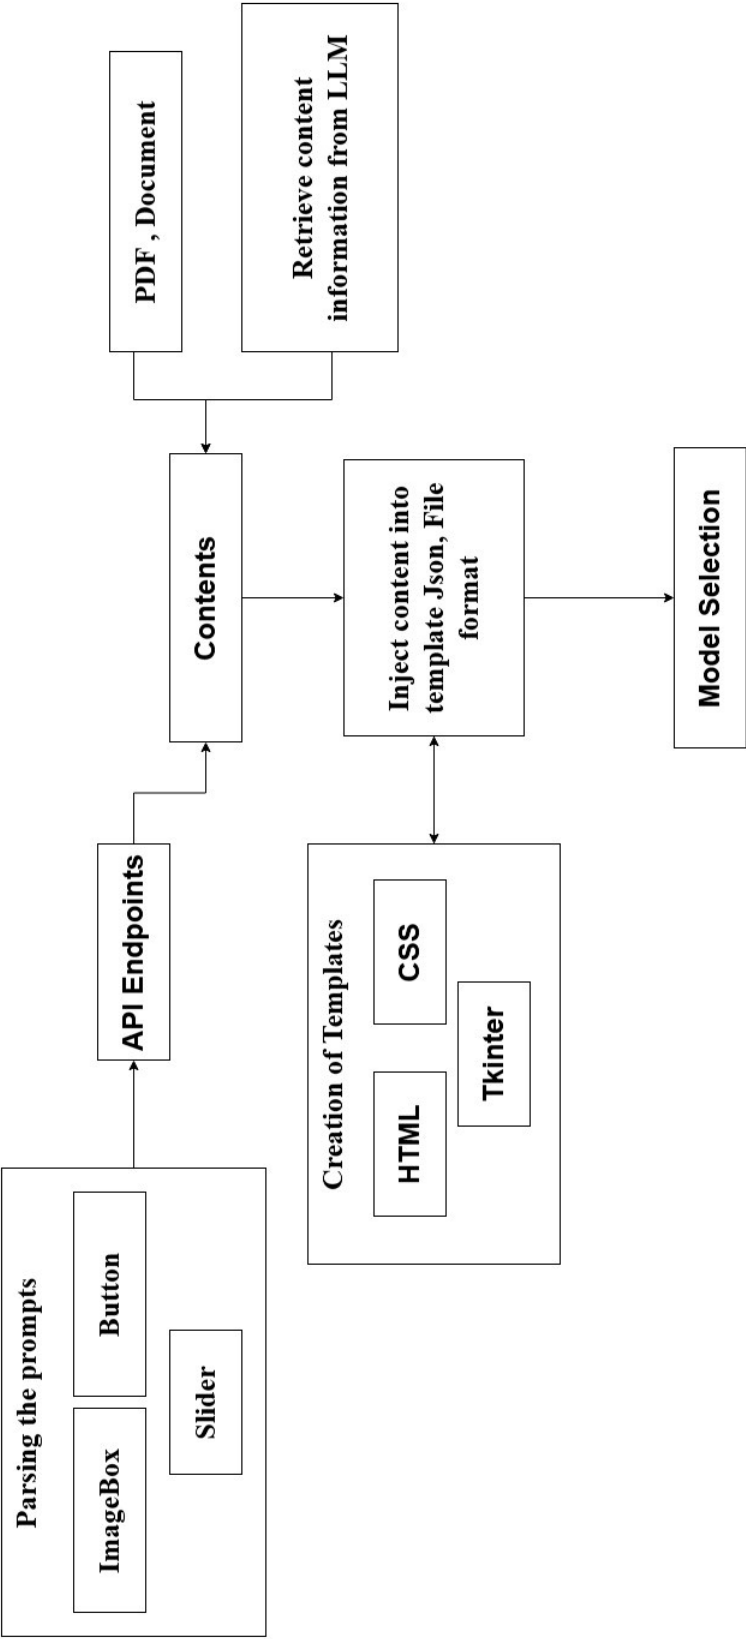 Parsing the prompts
ImageBox
Button
Slider
API Endpoints
Contents
PDF , Document
Retrieve content
information from LLM
Creation of Templates
HTML
CSS
Tkinter
Inject content into
template Json, File
format
Model Selection